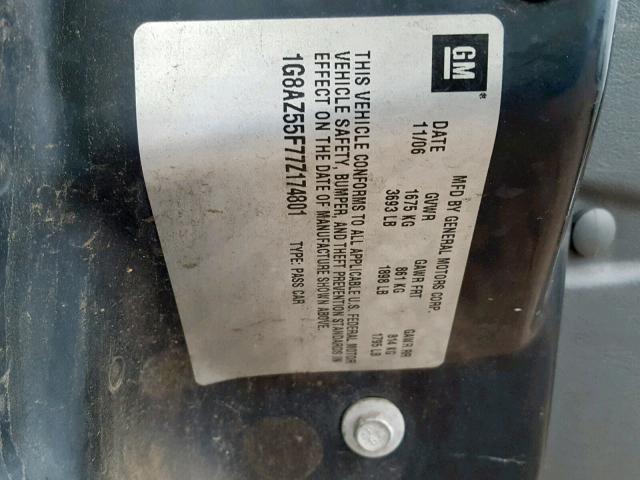 GM
MFD BY GENERAL MOTORS CORP.
DATE GVWR GAWR FRT GAWR RR
11/06 1675 KG 861 KG 814 KG
3693 LB 1898 LB 1795 LB
THIS VEHICLE CONFORMS TO ALL APPLICABLE U.S. FEDERAL MOTOR
VEHICLE SAFETY, BUMPER, AND THEFT PREVENTION STANDARDS IN
EFFECT ON THE DATE OF MANUFACTURE SHOWN ABOVE.
1G8AZ55F77Z174801 TYPE: PASS CAR